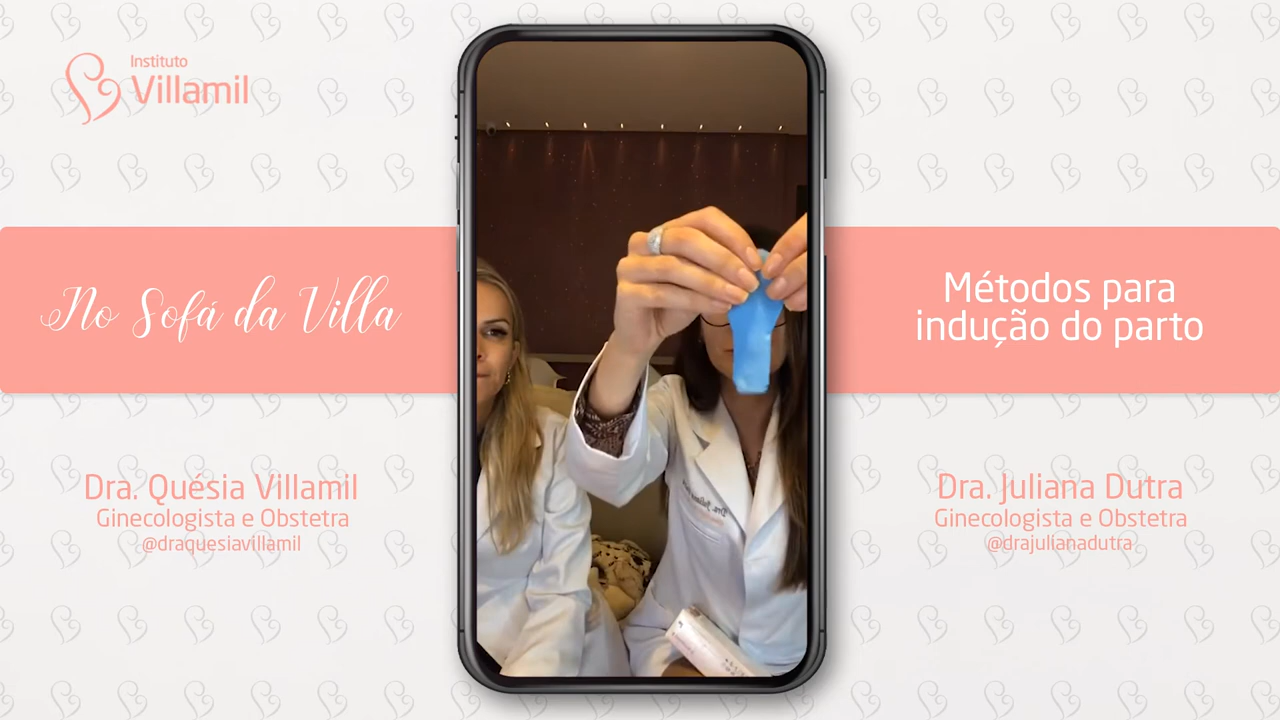 Instituto
Villamil
No Sofá da Villa
Métodos para
indução do parto
Dra. Quésia Villamil
Ginecologista e Obstetra
@draquesiavillamil
Dra. Juliana Dutra
Ginecologista e Obstetra
@drajulianadutra